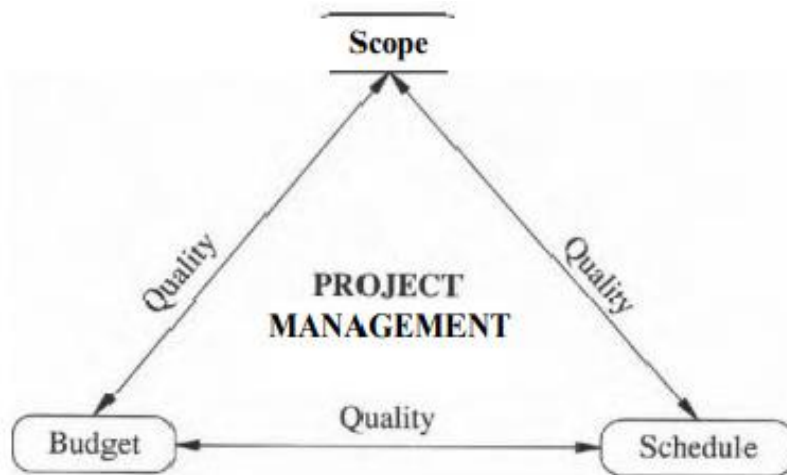 Scope
Quality
Quality
PROJECT
MANAGEMENT
Quality
Budget
Schedule